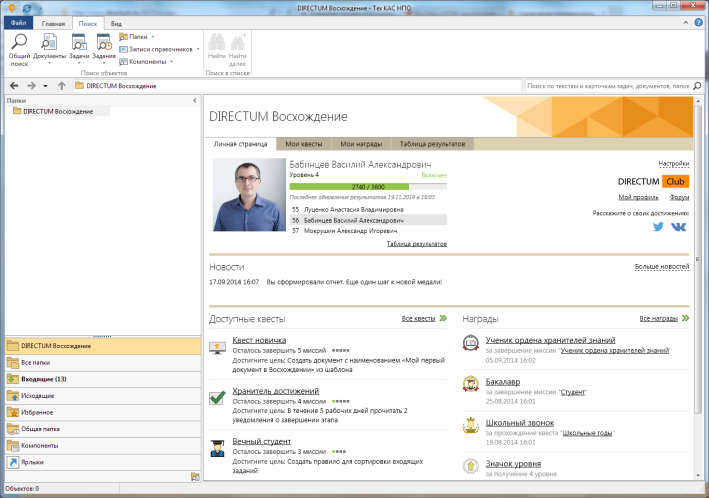 DIRECTUM Восхождение - Тех КАС НПО
Файл Главная Поиск Вид
Общий поиск
Документы
Задачи
Задания
Папки
Записи справочников
Компоненты
Найти
Найти далее
Поиск объектов
Поиск в списке
DIRECTUM Восхождение
Поиск по текстам и карточкам задач, документов, папок
Папки
DIRECTUM Восхождение
DIRECTUM Восхождение
Все папки
Входящие (13)
Исходящие
Избранное
Общая папка
Компоненты
Ярлыки
Объектов: 0
DIRECTUM Восхождение
Личная страница Мои квесты Мои награды Таблица результатов
Бабинцев Василий Александрович
Уровень 4 Включен
2740 / 3600
Последнее обновление результатов 19.11.2014 в 16:03
55 Луценко Анастасия Владимировна
56 Бабинцев Василий Александрович
57 Мокрушин Александр Игоревич
Таблица результатов
Настройки
DIRECTUM Club
Мой профиль Форум
Расскажите о своих достижениях:
Новости
Больше новостей
17.09.2014 16:07 Вы сформировали отчет. Еще один шаг к новой медали!
Доступные квесты
Все квесты
Квест новичка
Осталось завершить 5 миссий
Достигните цель: Создать документ с наименованием «Мой первый
документ в Восхождении» из шаблона
Хранитель достижений
Осталось завершить 4 миссии
Достигните цель: В течение 5 рабочих дней прочитать 2
уведомления о завершении этапа
Вечный студент
Осталось завершить 3 миссии
Достигните цель: Создать правило для сортировки входящих
заданий
Награды
Все награды
Ученик ордена хранителей знаний
за завершение миссии "Ученик ордена хранителей знаний"
05.09.2014 16:02
Бакалавр
за завершение миссии "Студент"
25.08.2014 16:01
Школьный звонок
за прохождение квеста "Школьные годы"
19.08.2014 16:01
Значок уровня
за получение 4 уровня